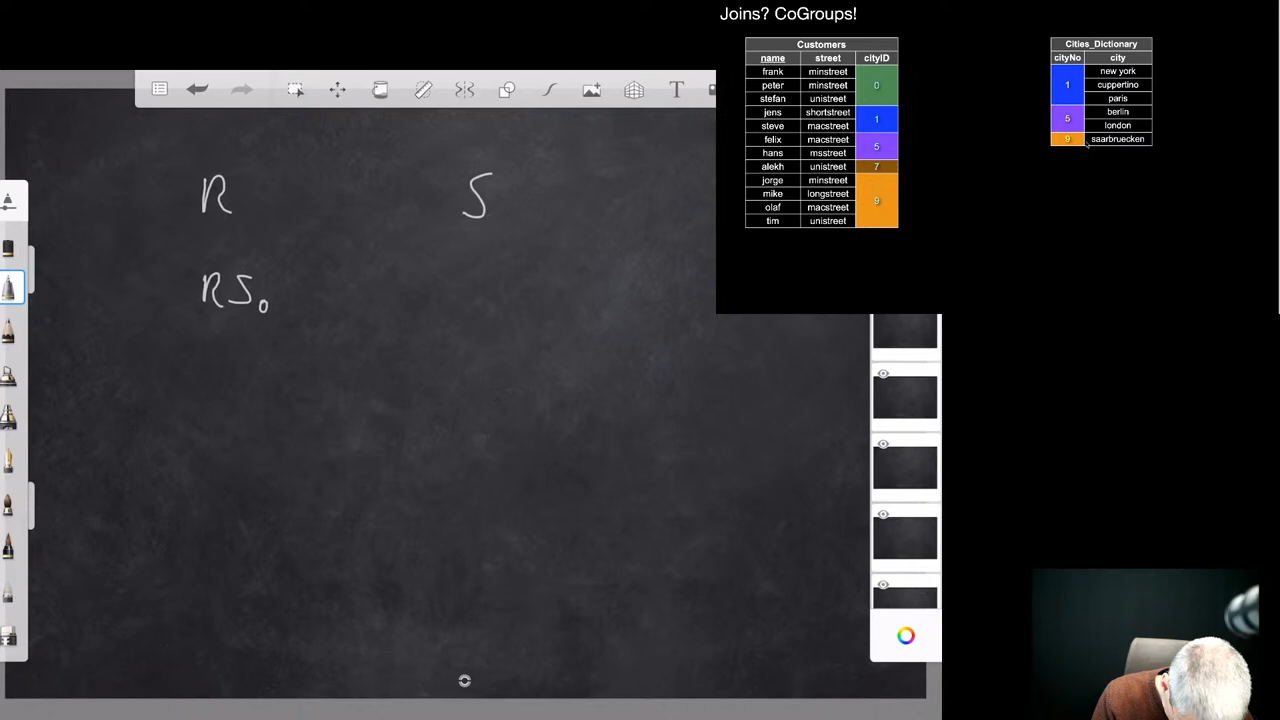 Joins? CoGroups!
Customers
name street cityID
frank minstreet
peter minstreet 0
stefan unistreet
jens shortstreet
1
steve macstreet
felix macstreet
5
hans msstreet
alekh unistreet 7
jorge minstreet
mike longstreet
9
olaf macstreet
tim unistreet
Cities_Dictionary
cityNo city
new york
1 cuppertino
paris
berlin
5
london
9 saarbruecken
T
R S
RS0